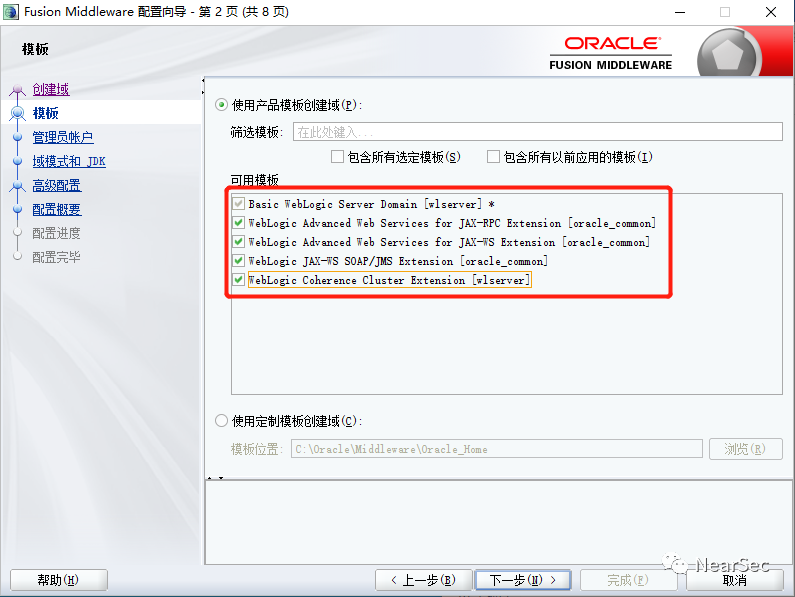 Fusion Middleware 配置向导 - 第 2 页 (共 8 页)
模板
ORACLE
FUSION MIDDLEWARE
创建域
模板
管理员帐户
域模式和 JDK
高级配置
配置概要
配置进度
配置完毕
使用产品模板创建域(P):
筛选模板: 在此处键入...
包含所有选定模板(S) 包含所有以前应用的模板(I)
可用模板
Basic WebLogic Server Domain [wlserver] *
WebLogic Advanced Web Services for JAX-RPC Extension [oracle_common]
WebLogic Advanced Web Services for JAX-WS Extension [oracle_common]
WebLogic JAX-WS SOAP/JMS Extension [oracle_common]
WebLogic Coherence Cluster Extension [wlserver]
使用定制模板创建域(C):
模板位置: C:\Oracle\Middleware\Oracle_Home 浏览(R)
NearSec
帮助(H) < 上一步(B) 下一步(N) > 完成(F) 取消